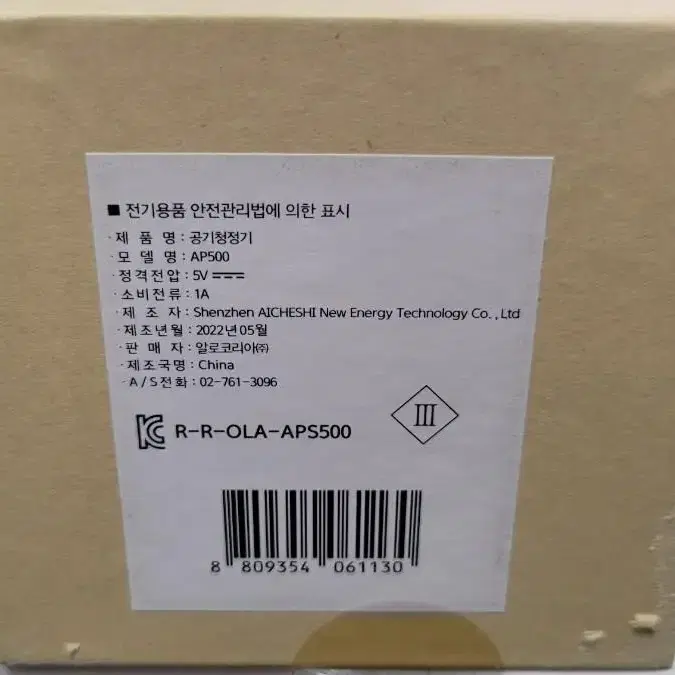 ■ 전기용품 안전관리법에 의한 표시
· 제 품 명 : 공기청정기
· 모 델 명 : AP500
· 정격전압 : 5V ⎓
· 소비전류 : 1A
· 제 조 자 : Shenzhen AICHESHI New Energy Technology Co., Ltd
· 제조년월 : 2022년 05월
· 판 매 자 : 알로코리아㈜
· 제조국명 : China
· A/S전화 : 02-761-3096
III
R-R-OLA-APS500
8 809354 061130